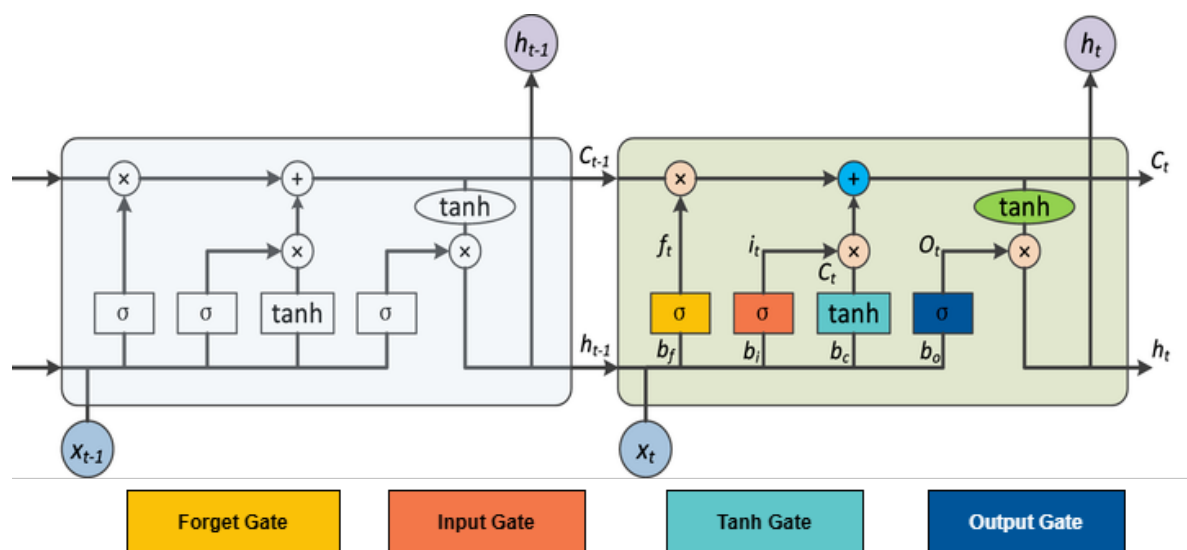 h_{t-1} h_t
C_{t-1} C_t
× + × +
tanh tanh
f_t i_t × × O_t × ×
C_t
σ σ tanh σ σ σ tanh σ
h_{t-1} b_f b_i b_c b_o h_t
x_{t-1} x_t
Forget Gate Input Gate Tanh Gate Output Gate